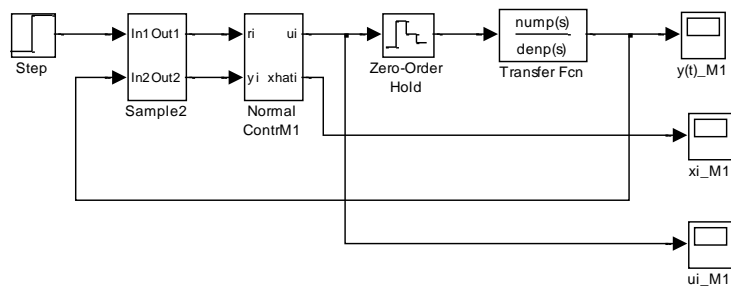 Step
In1 Out1
In2 Out2
Sample2
ri ui
yi xhati
Normal
ContrM1
Zero-Order
Hold
nump(s)
denp(s)
Transfer Fcn
y(t)_M1
xi_M1
ui_M1